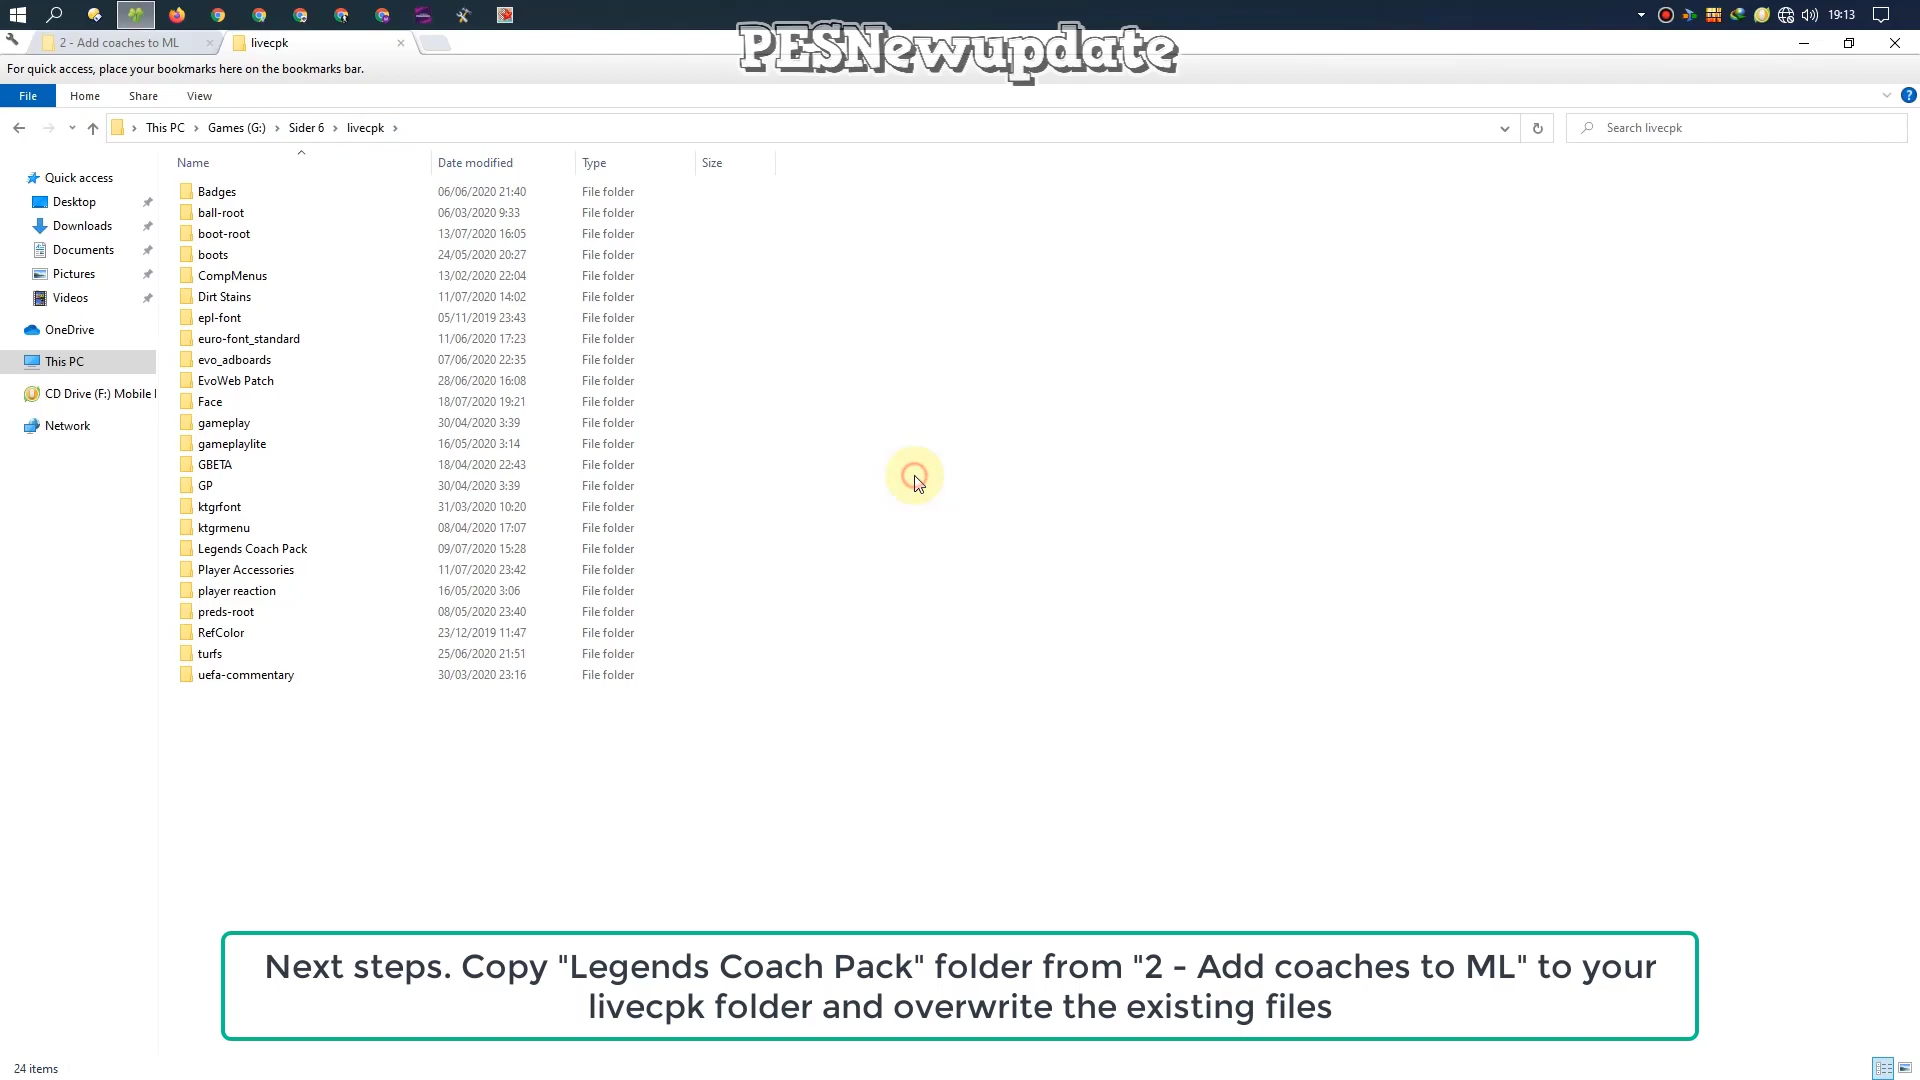 19:13
2 - Add coaches to ML
livecpk
PESNewupdate
For quick access, place your bookmarks here on the bookmarks bar.
File Home Share View
This PC Games (G:) Sider 6 livecpk
Search livecpk
Name Date modified Type Size
Quick access
Desktop
Downloads
Documents
Pictures
Videos
OneDrive
This PC
CD Drive (F:) Mobile
Network
Badges 06/06/2020 21:40 File folder
ball-root 06/03/2020 9:33 File folder
boot-root 13/07/2020 16:05 File folder
boots 24/05/2020 20:27 File folder
CompMenus 13/02/2020 22:04 File folder
Dirt Stains 11/07/2020 14:02 File folder
epl-font 05/11/2019 23:43 File folder
euro-font_standard 11/06/2020 17:23 File folder
evo_adboards 07/06/2020 22:35 File folder
EvoWeb Patch 28/06/2020 16:08 File folder
Face 18/07/2020 19:21 File folder
gameplay 30/04/2020 3:39 File folder
gameplaylite 16/05/2020 3:14 File folder
GBETA 18/04/2020 22:43 File folder
GP 30/04/2020 3:39 File folder
ktgrfont 31/03/2020 10:20 File folder
ktgrmenu 08/04/2020 17:07 File folder
Legends Coach Pack 09/07/2020 15:28 File folder
Player Accessories 11/07/2020 23:42 File folder
player reaction 16/05/2020 3:06 File folder
preds-root 08/05/2020 23:40 File folder
RefColor 23/12/2019 11:47 File folder
turfs 25/06/2020 21:51 File folder
uefa-commentary 30/03/2020 23:16 File folder
Next steps. Copy "Legends Coach Pack" folder from "2 - Add coaches to ML" to your
livecpk folder and overwrite the existing files
24 items